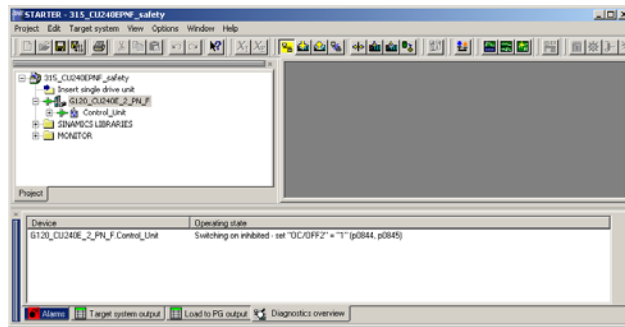 STARTER - 315_CU240EPNF_safety
Project Edit Target system View Options Window Help
315_CU240EPNF_safety
Insert single drive unit
G120_CU240E_2_PN_F
Control_Unit
SINAMICS LIBRARIES
MONITOR
Project
Device Operating state
G120_CU240E_2_PN_F.Control_Unit Switching on inhibited - set "OC/OFF2" = "1" (p0844, p0845)
Alarms Target system output Load to PG output Diagnostics overview